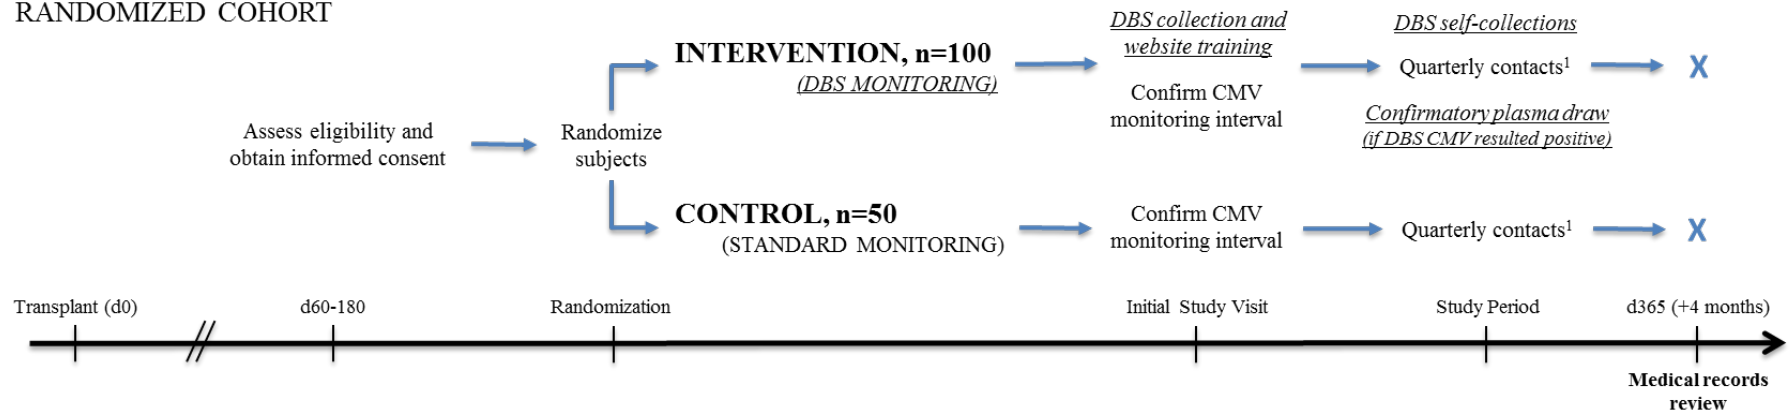 RANDOMIZED COHORT
Assess eligibility and
obtain informed consent
Randomize
subjects
INTERVENTION, n=100
(DBS MONITORING)
DBS collection and
website training
Confirm CMV
monitoring interval
DBS self-collections
Quarterly contacts¹
Confirmatory plasma draw
(if DBS CMV resulted positive)
X
CONTROL, n=50
(STANDARD MONITORING)
Confirm CMV
monitoring interval
Quarterly contacts¹
X
Transplant (d0)
d60-180
Randomization
Initial Study Visit
Study Period
d365 (+4 months)
Medical records
review